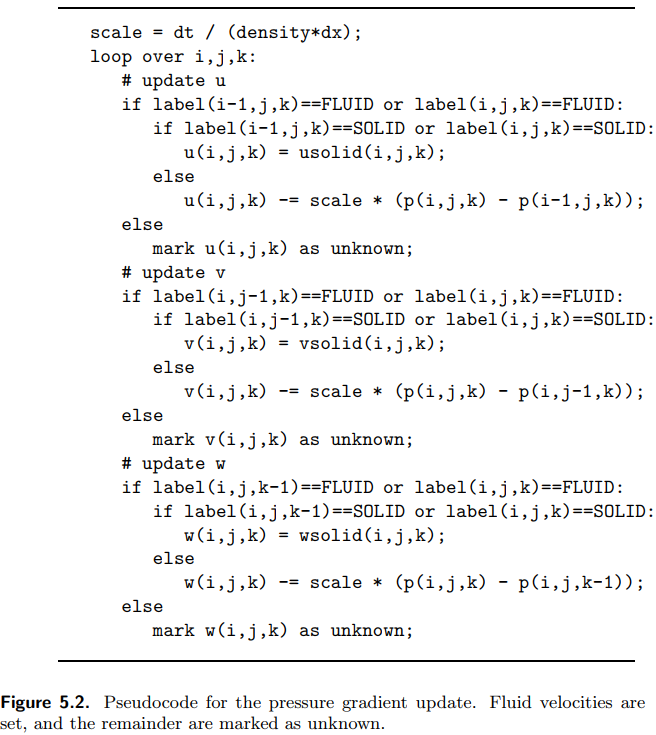 scale = dt / (density*dx);
loop over i,j,k:
# update u
if label(i-1,j,k)==FLUID or label(i,j,k)==FLUID:
if label(i-1,j,k)==SOLID or label(i,j,k)==SOLID:
u(i,j,k) = usolid(i,j,k);
else
u(i,j,k) -= scale * (p(i,j,k) - p(i-1,j,k));
else
mark u(i,j,k) as unknown;
# update v
if label(i,j-1,k)==FLUID or label(i,j,k)==FLUID:
if label(i,j-1,k)==SOLID or label(i,j,k)==SOLID:
v(i,j,k) = vsolid(i,j,k);
else
v(i,j,k) -= scale * (p(i,j,k) - p(i,j-1,k));
else
mark v(i,j,k) as unknown;
# update w
if label(i,j,k-1)==FLUID or label(i,j,k)==FLUID:
if label(i,j,k-1)==SOLID or label(i,j,k)==SOLID:
w(i,j,k) = wsolid(i,j,k);
else
w(i,j,k) -= scale * (p(i,j,k) - p(i,j,k-1));
else
mark w(i,j,k) as unknown;
Figure 5.2. Pseudocode for the pressure gradient update. Fluid velocities are
set, and the remainder are marked as unknown.